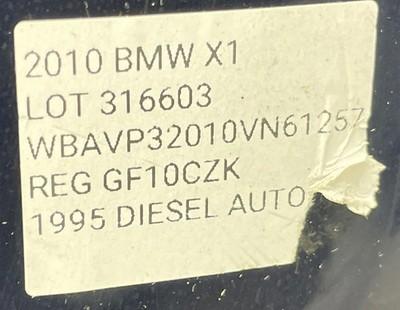 2010 BMW X1
LOT 316603
WBAVP32010VN61257
REG GF10CZK
1995 DIESEL AUTO